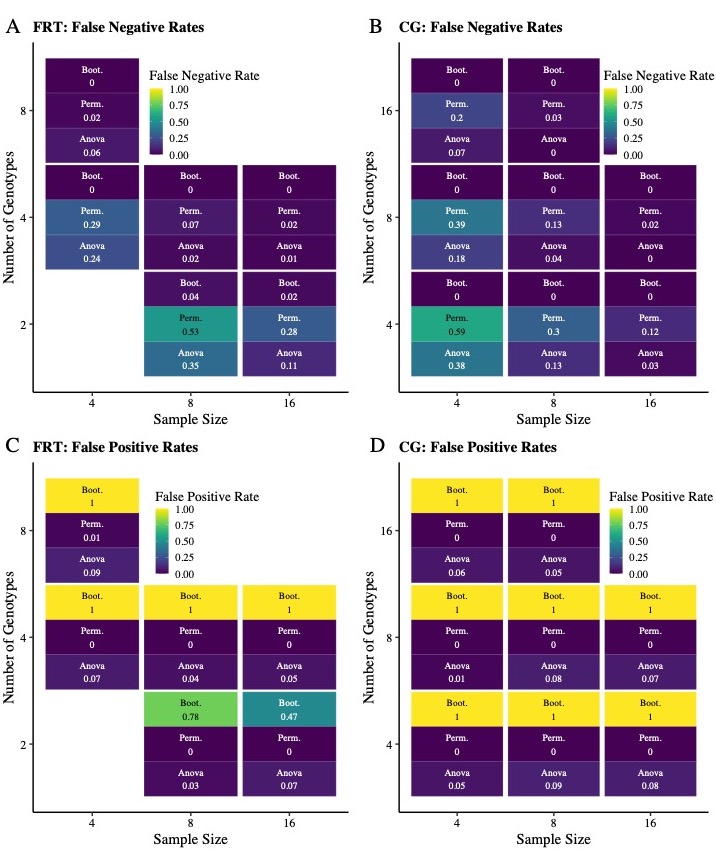 A FRT: False Negative Rates
Number of Genotypes
8
4
2
Boot.
0
Perm.
0.02
Anova
0.06
False Negative Rate
1.00
0.75
0.50
0.25
0.00
Boot. Boot. Boot.
0 0 0
Perm. Perm. Perm.
0.29 0.07 0.02
Anova Anova Anova
0.24 0.02 0.01
Boot. Boot.
0.04 0.02
Perm. Perm.
0.53 0.28
Anova Anova
0.35 0.11
4 8 16
Sample Size
B CG: False Negative Rates
Number of Genotypes
16
8
4
Boot. Boot.
0 0
Perm. Perm.
0.2 0.03
Anova Anova
0.07 0
False Negative Rate
1.00
0.75
0.50
0.25
0.00
Boot. Boot. Boot.
0 0 0
Perm. Perm. Perm.
0.39 0.13 0.02
Anova Anova Anova
0.18 0.04 0
Boot. Boot. Boot.
0 0 0
Perm. Perm. Perm.
0.59 0.3 0.12
Anova Anova Anova
0.38 0.13 0.03
4 8 16
Sample Size
C FRT: False Positive Rates
Number of Genotypes
8
4
2
Boot.
1
Perm.
0.01
Anova
0.09
False Positive Rate
1.00
0.75
0.50
0.25
0.00
Boot. Boot. Boot.
1 1 1
Perm. Perm. Perm.
0 0 0
Anova Anova Anova
0.07 0.04 0.05
Boot. Boot.
0.78 0.47
Perm. Perm.
0 0
Anova Anova
0.03 0.07
4 8 16
Sample Size
D CG: False Positive Rates
Number of Genotypes
16
8
4
Boot. Boot.
1 1
Perm. Perm.
0 0
Anova Anova
0.06 0.05
False Positive Rate
1.00
0.75
0.50
0.25
0.00
Boot. Boot. Boot.
1 1 1
Perm. Perm. Perm.
0 0 0
Anova Anova Anova
0.01 0.08 0.07
Boot. Boot. Boot.
1 1 1
Perm. Perm. Perm.
0 0 0
Anova Anova Anova
0.05 0.09 0.08
4 8 16
Sample Size